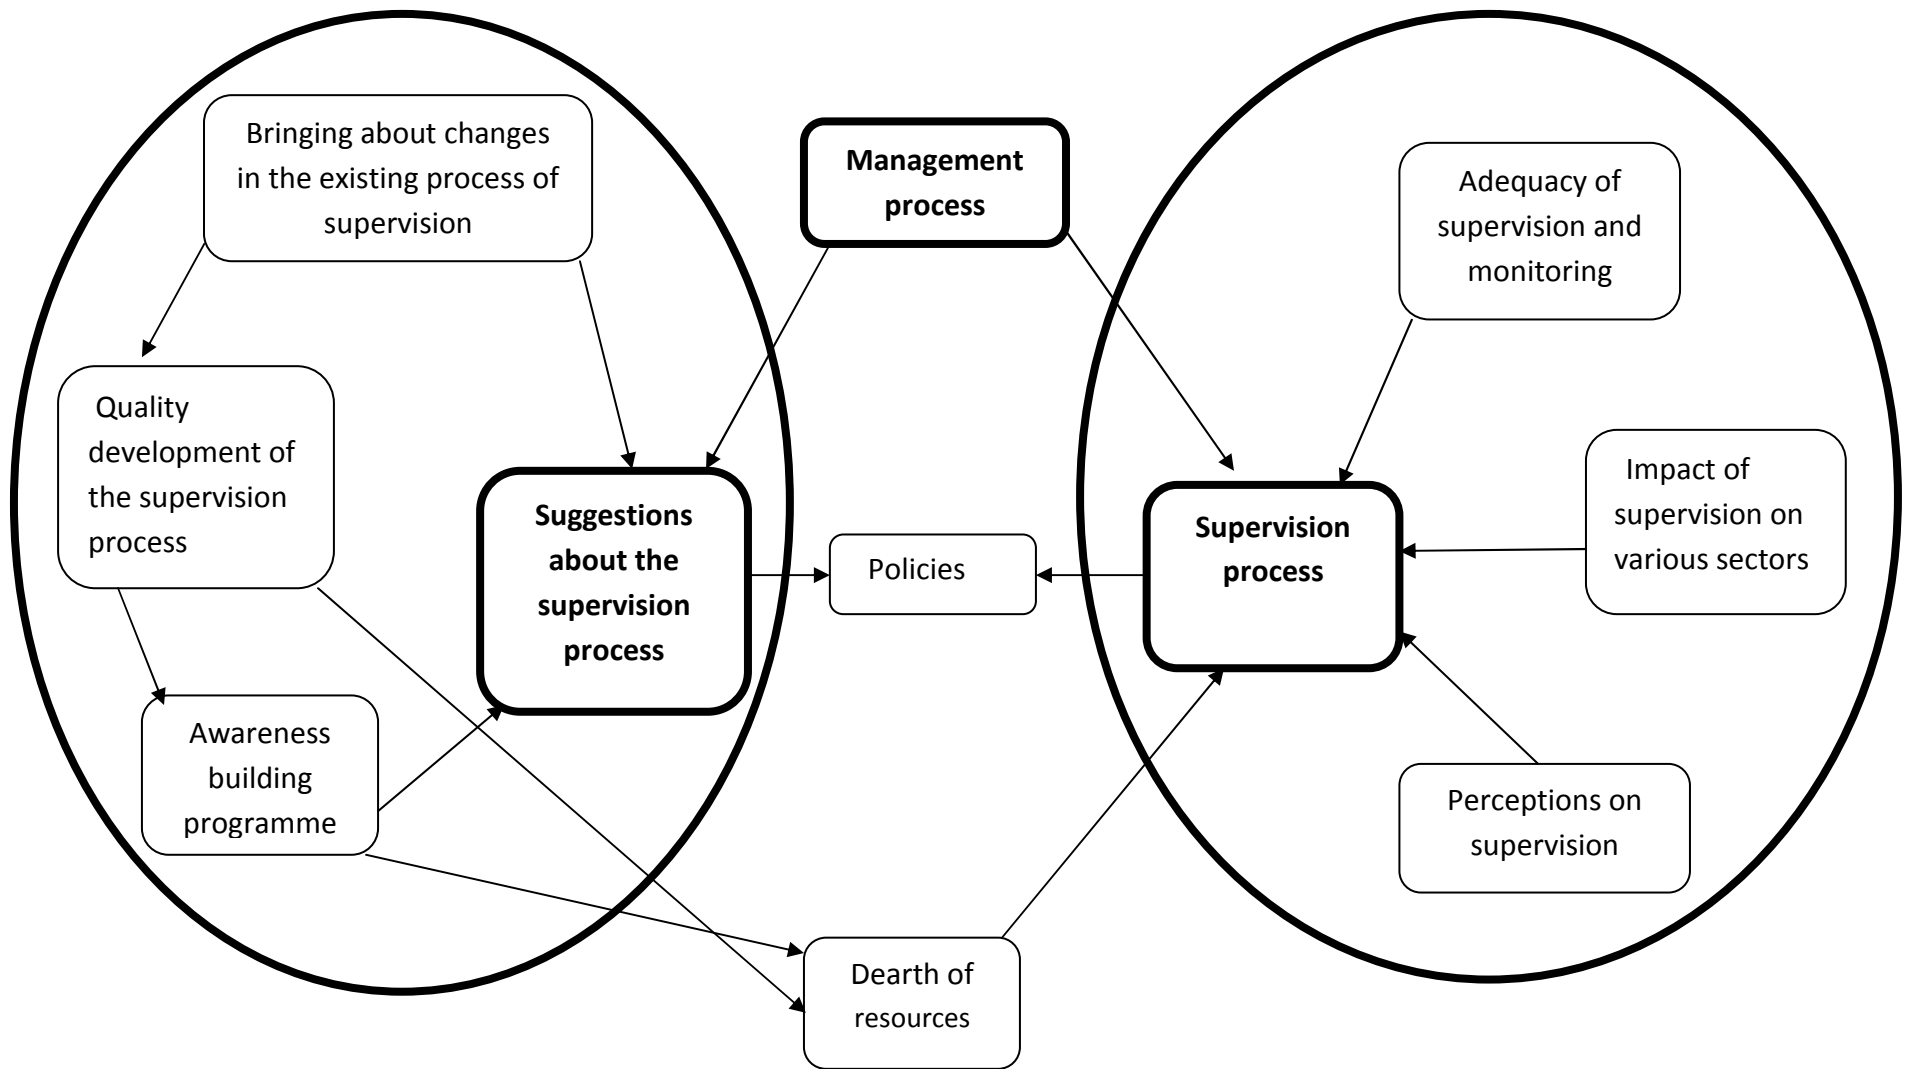 Bringing about changes
in the existing process of
supervision
Management
process
Adequacy of
supervision and
monitoring
Quality
development of
the supervision
process
Suggestions
about the
supervision
process
Policies
Supervision
process
Impact of
supervision on
various sectors
Awareness
building
programme
Perceptions on
supervision
Dearth of
resources